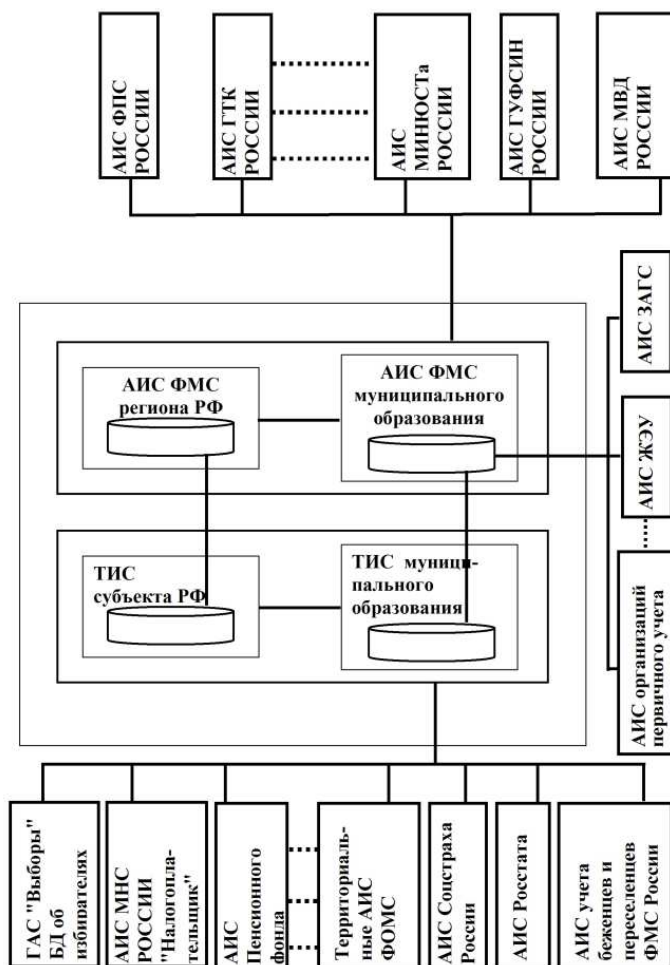 АИС ФПС
РОССИИ
АИС ГТК
РОССИИ
АИС
МИНЮСТа
РОССИИ
АИС ГУФСИН
РОССИИ
АИС МВД
РОССИИ
АИС ФМС
региона РФ
АИС ФМС
муниципального
образования
ТИС
субъекта РФ
ТИС муници-
пального
образования
АИС ЗАГС
АИС ЖЭУ
АИС организаций
первичного учета
ГАС "Выборы"
БД об
избирателях
АИС МНС
РОССИИ
"Налогопла-
тельщик"
АИС
Пенсионного
фонда
Территориаль-
ные АИС
ФОМС
АИС Соцстраха
России
АИС Росстата
АИС учета
беженцев и
переселенцев
ФМС России